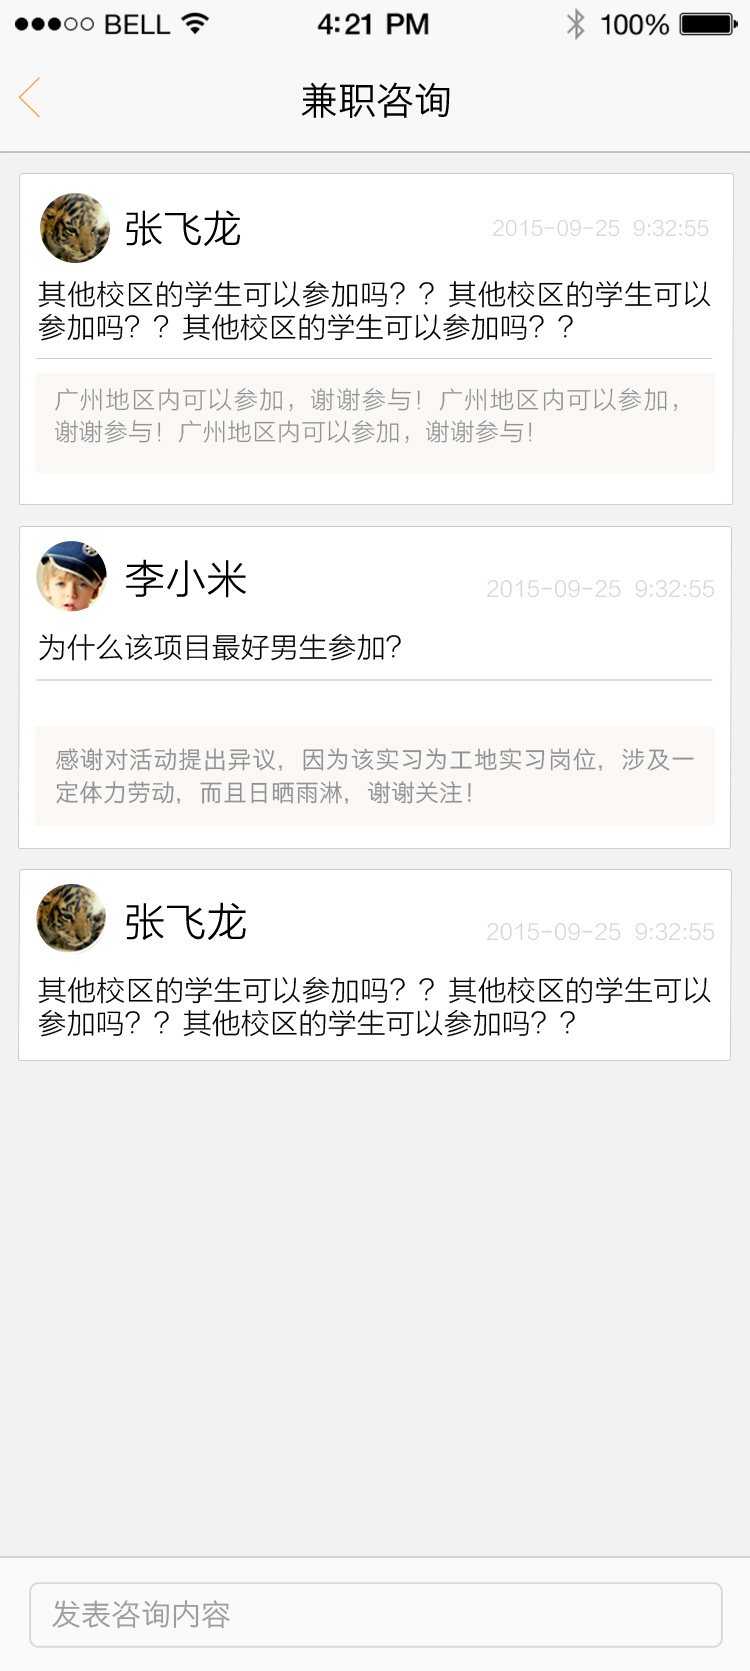 BELL 4:21 PM 100%
兼职咨询
张飞龙 2015-09-25 9:32:55
其他校区的学生可以参加吗？？其他校区的学生可以
参加吗？？其他校区的学生可以参加吗？？
广州地区内可以参加，谢谢参与！广州地区内可以参加，
谢谢参与！广州地区内可以参加，谢谢参与！
李小米 2015-09-25 9:32:55
为什么该项目最好男生参加？
感谢对活动提出异议，因为该实习为工地实习岗位，涉及一
定体力劳动，而且日晒雨淋，谢谢关注！
张飞龙 2015-09-25 9:32:55
其他校区的学生可以参加吗？？其他校区的学生可以
参加吗？？其他校区的学生可以参加吗？？
发表咨询内容